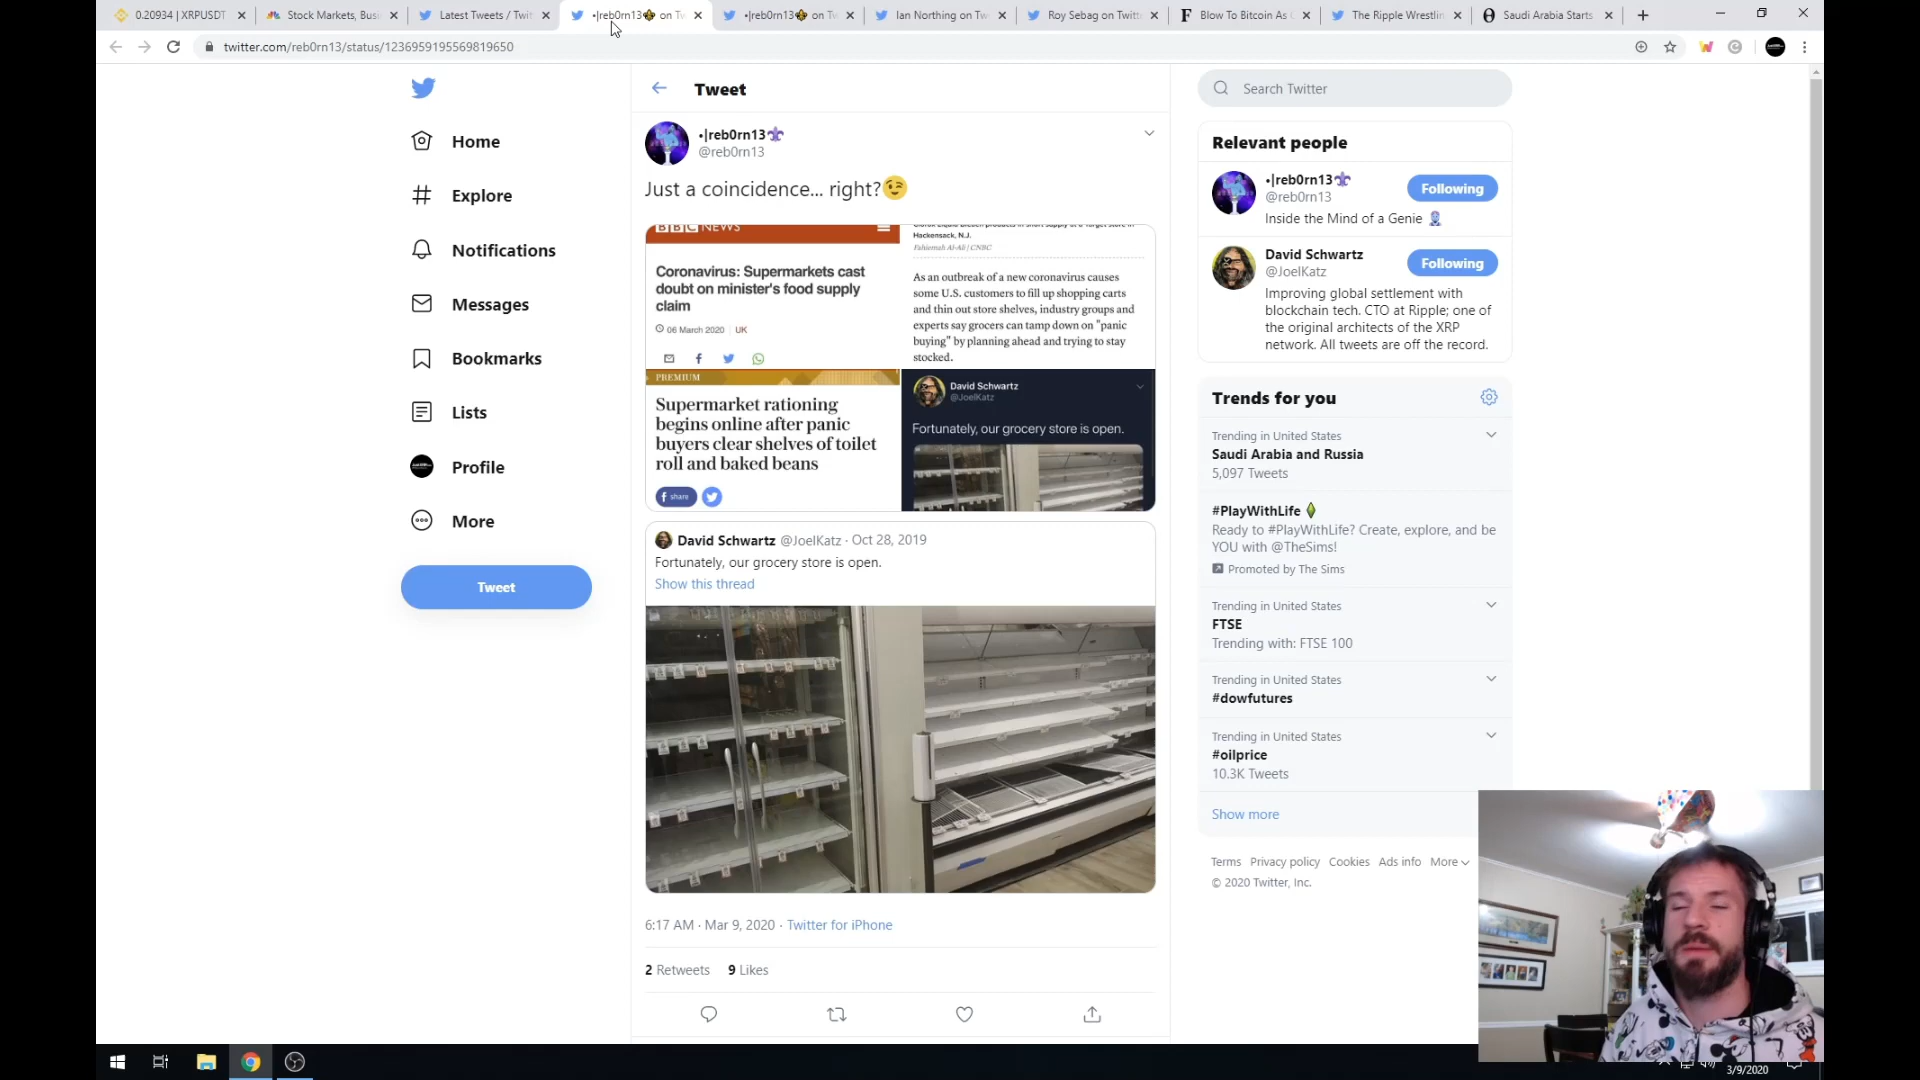 0.20934 | XRPUSDT
Stock Markets, Busi
Latest Tweets / Twitt
•|reb0rn13⚜ on Tw
•|reb0rn13⚜ on Tw
Ian Northing on Twe
Roy Sebag on Twitte
Blow To Bitcoin As C
The Ripple Wrestlin
Saudi Arabia Starts
twitter.com/reb0rn13/status/1236959195569819650
Home
Explore
Notifications
Messages
Bookmarks
Lists
Profile
More
Tweet
Tweet
•|reb0rn13⚜
@reb0rn13
Just a coincidence... right?😉
BBC NEWS
Coronavirus: Supermarkets cast
doubt on minister's food supply
claim
06 March 2020 | UK
Hackensack, N.J.
Fahiemah Al-Ali | CNBC
As an outbreak of a new coronavirus causes
some U.S. customers to fill up shopping carts
and thin out store shelves, industry groups and
experts say grocers can tamp down on "panic
buying" by planning ahead and trying to stay
stocked.
PREMIUM
Supermarket rationing
begins online after panic
buyers clear shelves of toilet
roll and baked beans
share
David Schwartz
@JoelKatz
Fortunately, our grocery store is open.
David Schwartz @JoelKatz · Oct 28, 2019
Fortunately, our grocery store is open.
Show this thread
6:17 AM · Mar 9, 2020 · Twitter for iPhone
2 Retweets 9 Likes
Search Twitter
Relevant people
•|reb0rn13⚜
@reb0rn13
Following
Inside the Mind of a Genie 🧞‍♂️
David Schwartz
@JoelKatz
Following
Improving global settlement with
blockchain tech. CTO at Ripple; one of
the original architects of the XRP
network. All tweets are off the record.
Trends for you
Trending in United States
Saudi Arabia and Russia
5,097 Tweets
#PlayWithLife
Ready to #PlayWithLife? Create, explore, and be
YOU with @TheSims!
Promoted by The Sims
Trending in United States
FTSE
Trending with: FTSE 100
Trending in United States
#dowfutures
Trending in United States
#oilprice
10.3K Tweets
Show more
Terms Privacy policy Cookies Ads info More
© 2020 Twitter, Inc.
3/9/2020